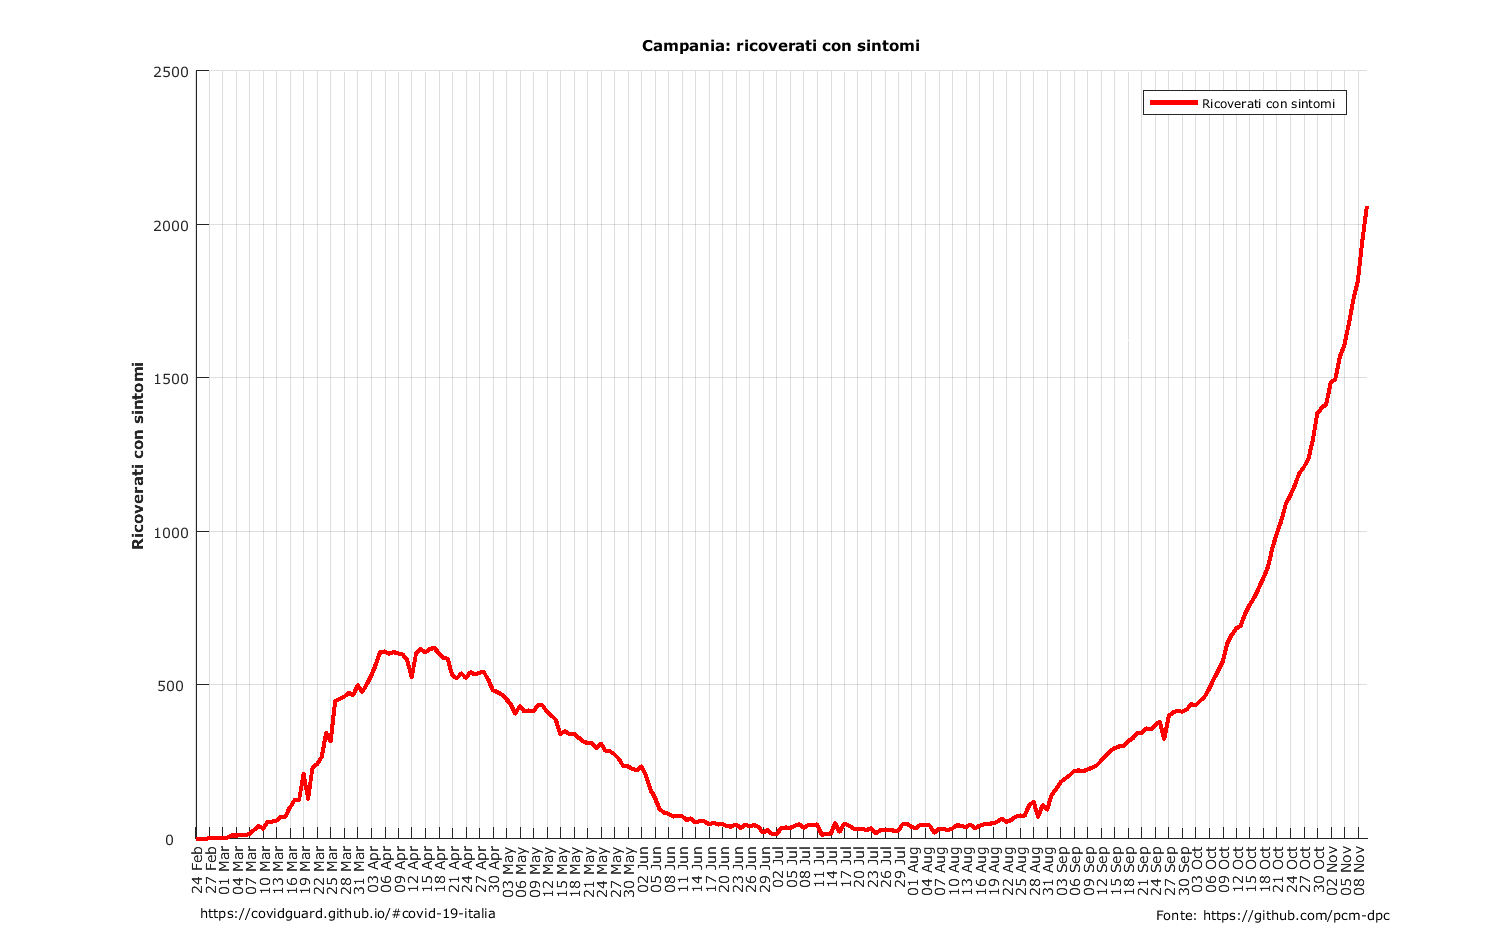 Campania: ricoverati con sintomi
Ricoverati con sintomi
Ricoverati con sintomi
2500
2000
1500
1000
500
0
24 Feb
27 Feb
01 Mar
04 Mar
07 Mar
10 Mar
13 Mar
16 Mar
19 Mar
22 Mar
25 Mar
28 Mar
31 Mar
03 Apr
06 Apr
09 Apr
12 Apr
15 Apr
18 Apr
21 Apr
24 Apr
27 Apr
30 Apr
03 May
06 May
09 May
12 May
15 May
18 May
21 May
24 May
27 May
30 May
02 Jun
05 Jun
08 Jun
11 Jun
14 Jun
17 Jun
20 Jun
23 Jun
26 Jun
29 Jun
02 Jul
05 Jul
08 Jul
11 Jul
14 Jul
17 Jul
20 Jul
23 Jul
26 Jul
29 Jul
01 Aug
04 Aug
07 Aug
10 Aug
13 Aug
16 Aug
19 Aug
22 Aug
25 Aug
28 Aug
31 Aug
03 Sep
06 Sep
09 Sep
12 Sep
15 Sep
18 Sep
21 Sep
24 Sep
27 Sep
30 Sep
03 Oct
06 Oct
09 Oct
12 Oct
15 Oct
18 Oct
21 Oct
24 Oct
27 Oct
30 Oct
02 Nov
05 Nov
08 Nov
https://covidguard.github.io/#covid-19-italia
Fonte: https://github.com/pcm-dpc